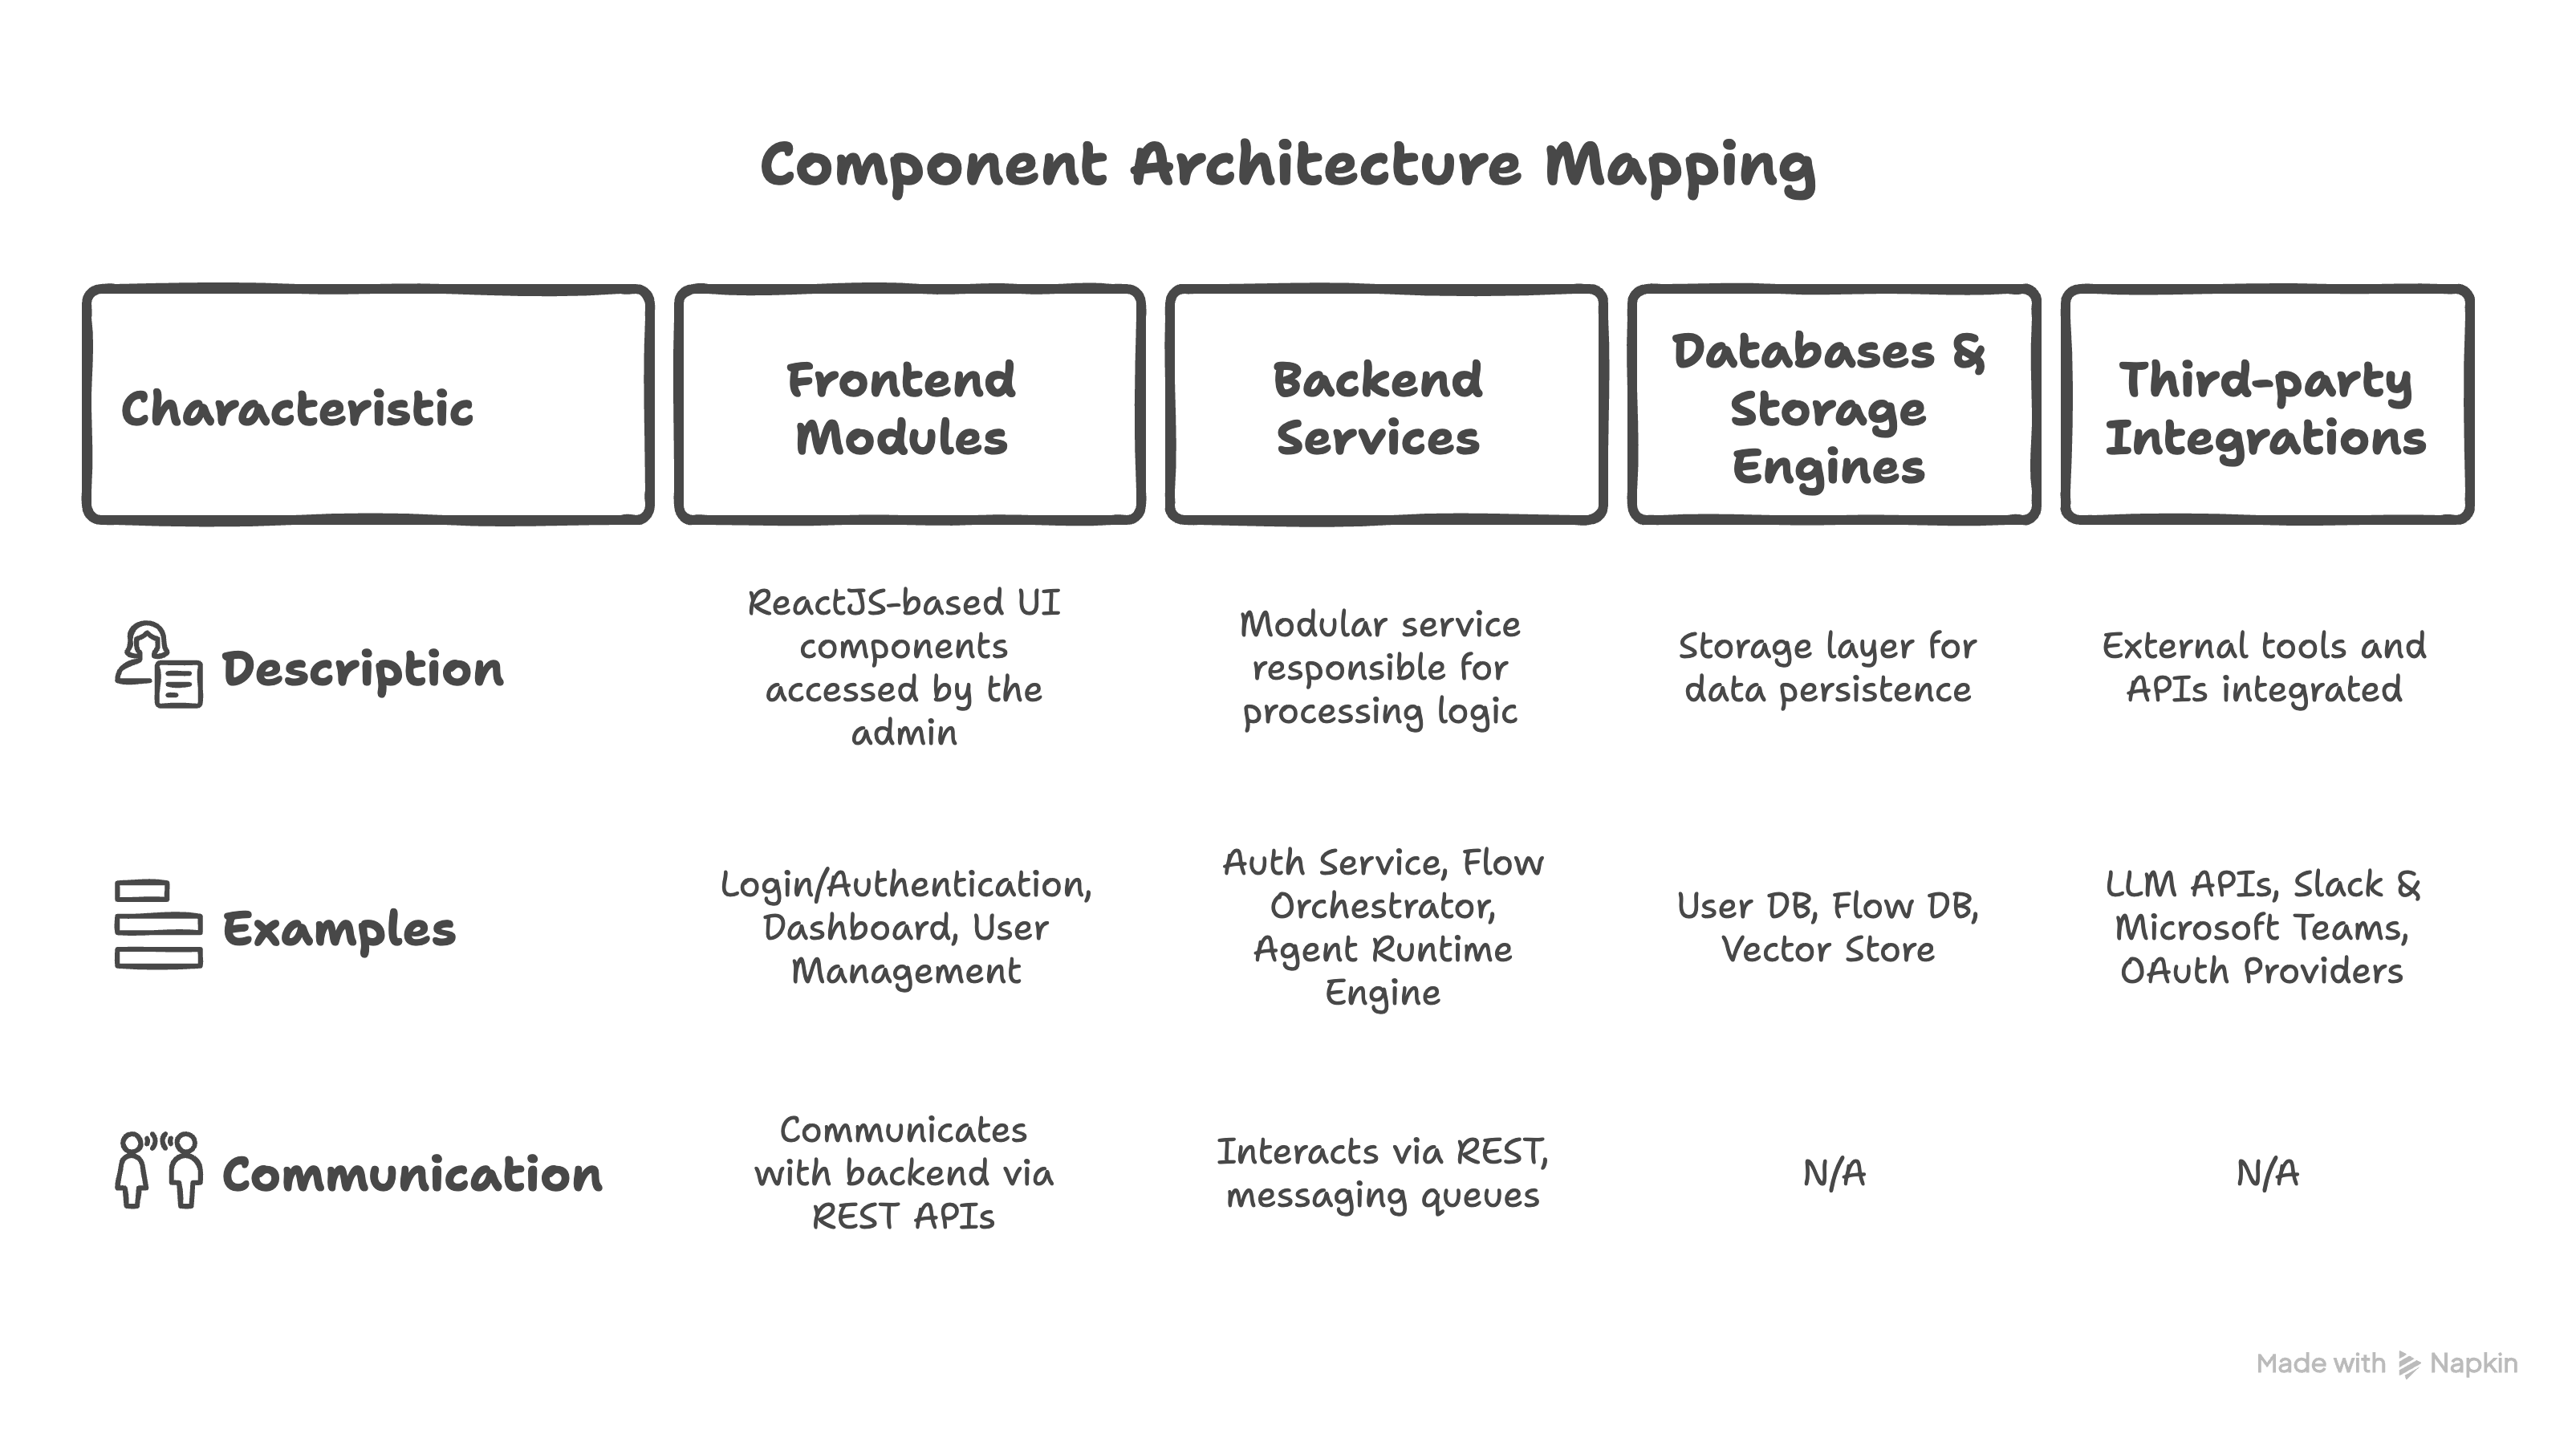 Component Architecture Mapping
Characteristic
Frontend
Modules
Backend
Services
Databases &
Storage
Engines
Third-party
Integrations
Description
ReactJS-based UI
components
accessed by the
admin
Modular service
responsible for
processing logic
Storage layer for
data persistence
External tools and
APIs integrated
Examples
Login/Authentication,
Dashboard, User
Management
Auth Service, Flow
Orchestrator,
Agent Runtime
Engine
User DB, Flow DB,
Vector Store
LLM APIs, Slack &
Microsoft Teams,
OAuth Providers
Communication
Communicates
with backend via
REST APIs
Interacts via REST,
messaging queues
N/A
N/A
Made with Napkin